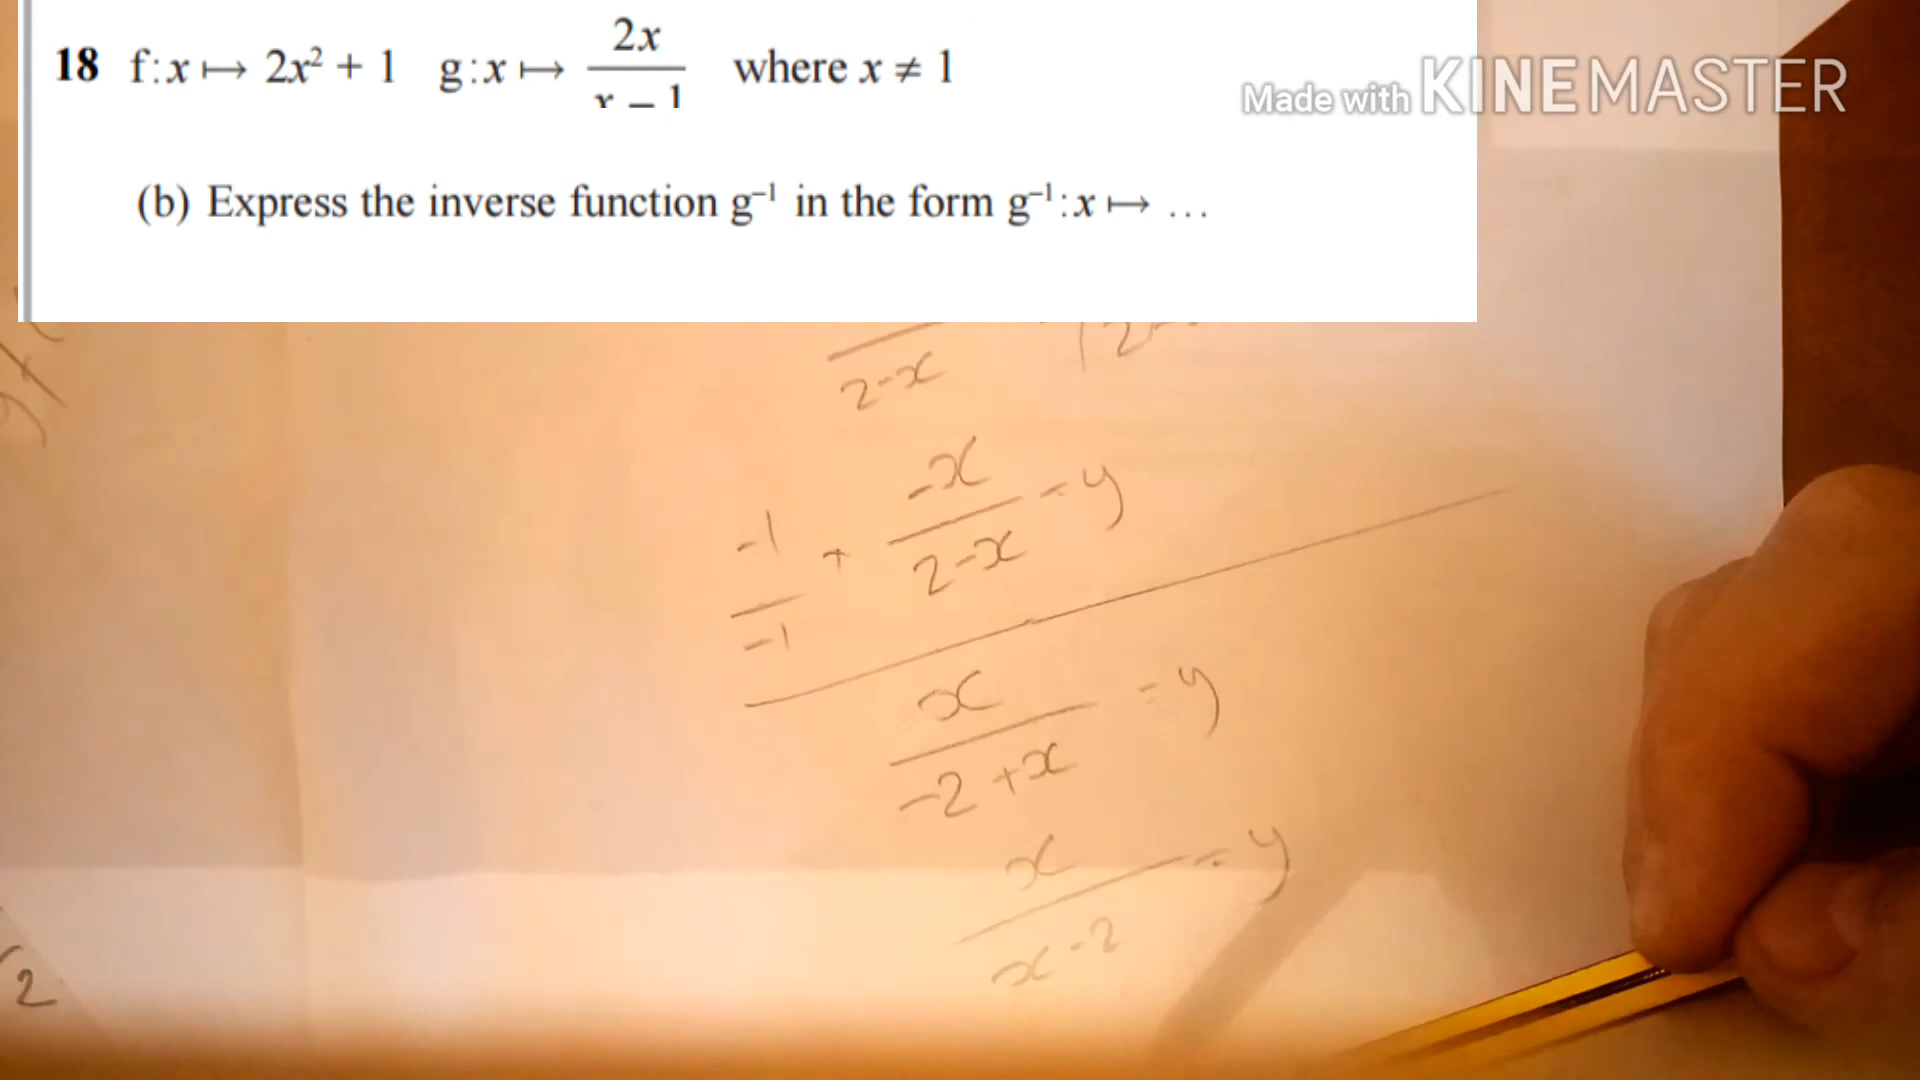 18 f: x ↦ 2x² + 1 g: x ↦ 2x / x − 1 where x ≠ 1
Made with KINEMASTER
(b) Express the inverse function g⁻¹ in the form g⁻¹: x ↦ ...
2-x
-1 / -1 + -x / 2-x = y
x / -2+x = y
x / x-2 = y
2